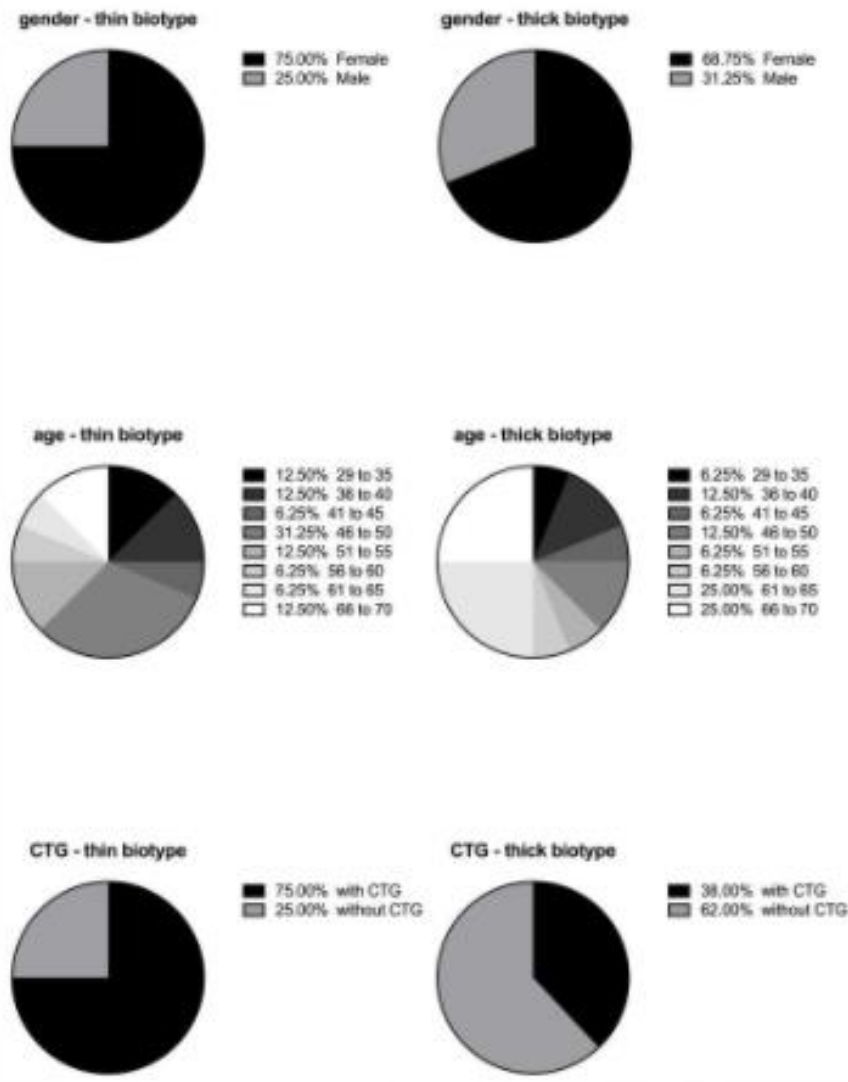 gender - thin biotype
75.00% Female
25.00% Male
gender - thick biotype
68.75% Female
31.25% Male
age - thin biotype
12.50% 29 to 35
12.50% 36 to 40
6.25% 41 to 45
31.25% 46 to 50
12.50% 51 to 55
6.25% 56 to 60
6.25% 61 to 65
12.50% 66 to 70
age - thick biotype
6.25% 29 to 35
12.50% 36 to 40
6.25% 41 to 45
12.50% 46 to 50
6.25% 51 to 55
6.25% 56 to 60
25.00% 61 to 65
25.00% 66 to 70
CTG - thin biotype
75.00% with CTG
25.00% without CTG
CTG - thick biotype
38.00% with CTG
62.00% without CTG